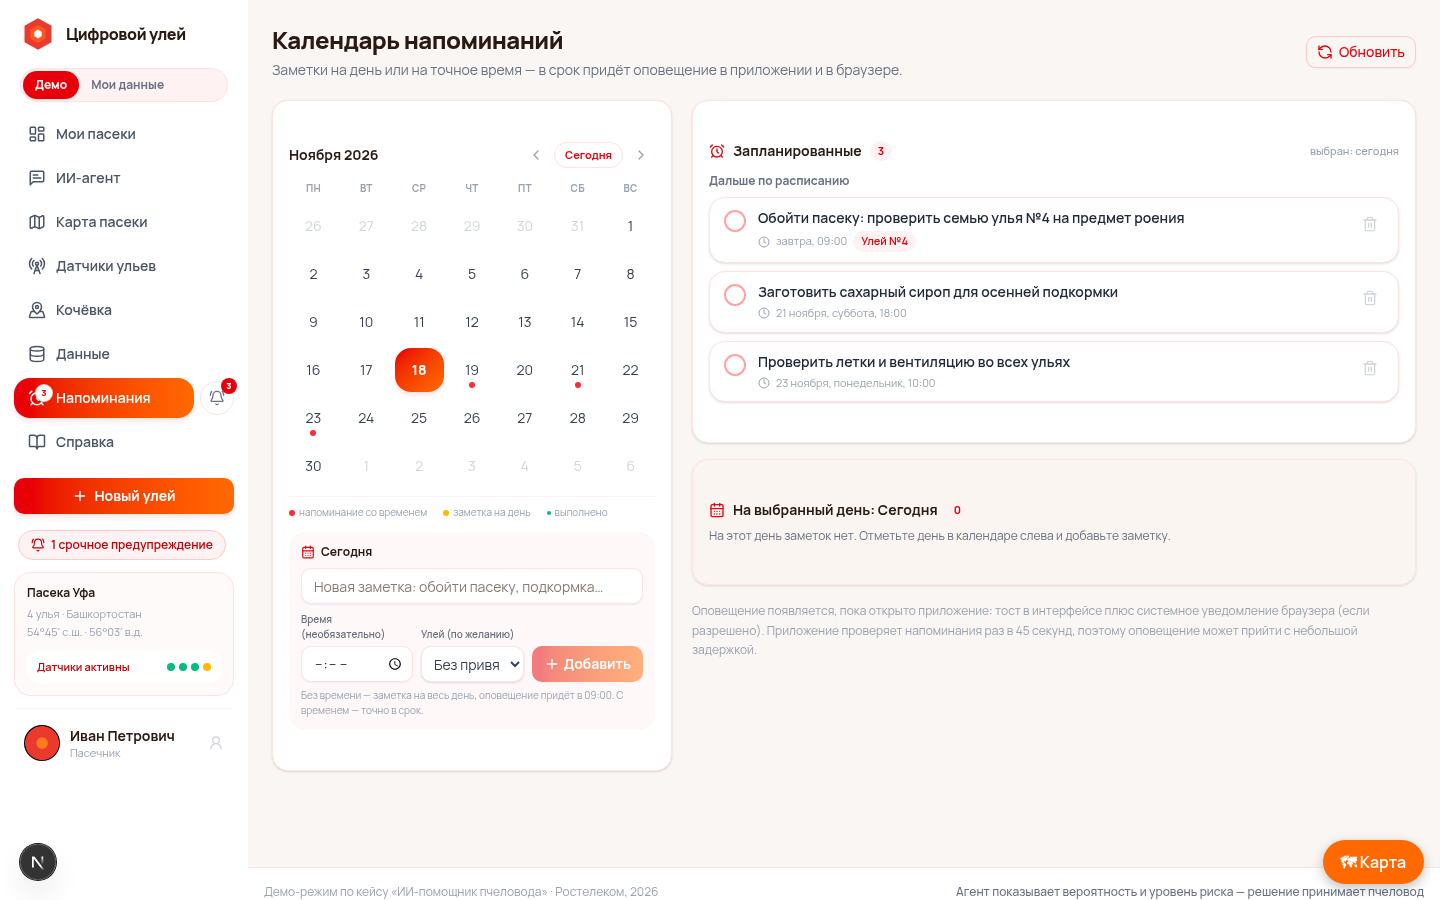 Цифровой улей
Демо
Мои данные
Мои пасеки
ИИ-агент
Карта пасеки
Датчики ульев
Кочёвка
Данные
3
Напоминания
3
Справка
+ Новый улей
1 срочное предупреждение
Пасека Уфа
4 улья · Башкортостан
54°45' с.ш. · 56°03' в.д.
Датчики активны
Иван Петрович
Пасечник
N
Календарь напоминаний
Заметки на день или на точное время — в срок придёт оповещение в приложении и в браузере.
Обновить
Ноября 2026
Сегодня
ПН ВТ СР ЧТ ПТ СБ ВС
26 27 28 29 30 31 1
2 3 4 5 6 7 8
9 10 11 12 13 14 15
16 17 18 19 20 21 22
23 24 25 26 27 28 29
30 1 2 3 4 5 6
напоминание со временем
заметка на день
выполнено
Сегодня
Новая заметка: обойти пасеку, подкормка...
Время
(необязательно)
Улей (по желанию)
--:-- 
Без привя
+ Добавить
Без времени — заметка на весь день, оповещение придёт в 09:00. С
временем — точно в срок.
Запланированные 3
выбран: сегодня
Дальше по расписанию
Обойти пасеку: проверить семью улья №4 на предмет роения
завтра, 09:00 Улей №4
Заготовить сахарный сироп для осенней подкормки
21 ноября, суббота, 18:00
Проверить летки и вентиляцию во всех ульях
23 ноября, понедельник, 10:00
На выбранный день: Сегодня 0
На этот день заметок нет. Отметьте день в календаре слева и добавьте заметку.
Оповещение появляется, пока открыто приложение: тост в интерфейсе плюс системное уведомление браузера (если
разрешено). Приложение проверяет напоминания раз в 45 секунд, поэтому оповещение может прийти с небольшой
задержкой.
Карта
Демо-режим по кейсу «ИИ-помощник пчеловода» · Ростелеком, 2026
Агент показывает вероятность и уровень риска — решение принимает пчеловод